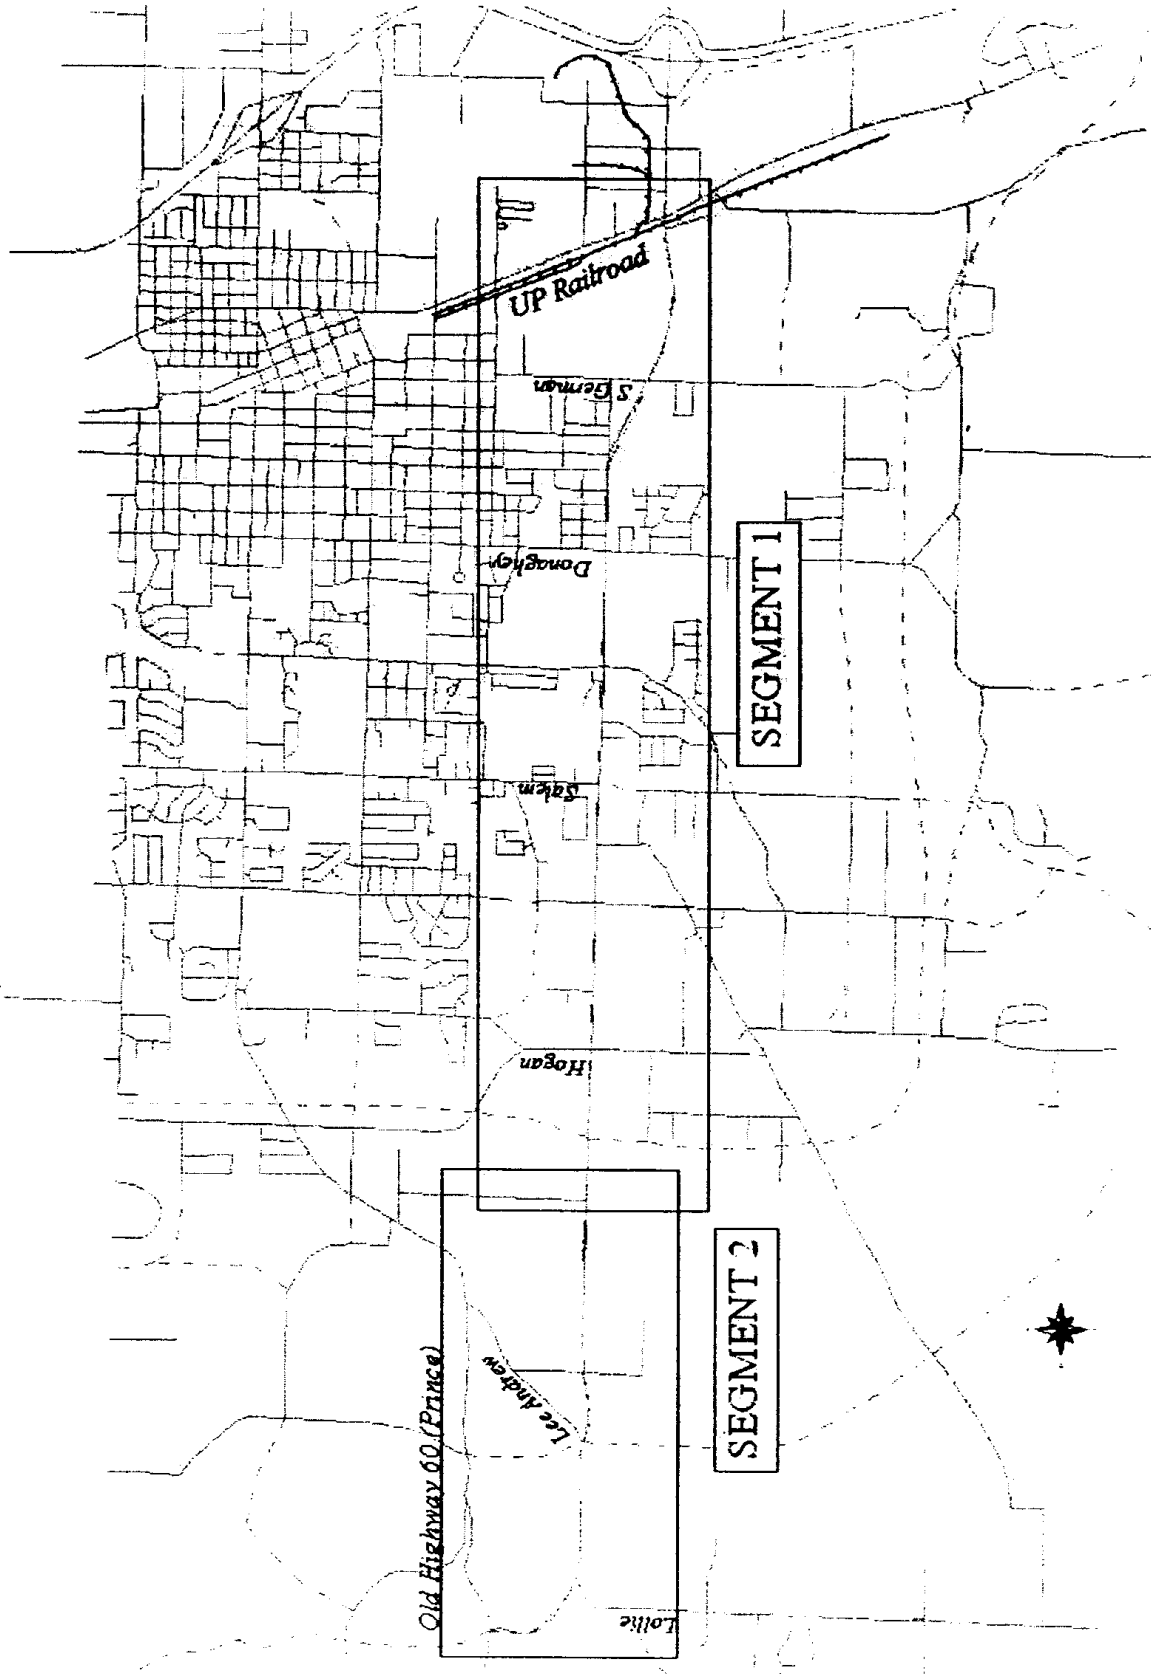 UP Railroad
S German
Donaghey
SEGMENT 1
Salem
Hogan
SEGMENT 2
Old Highway 60 (Prince)
Lee Andrew
Lollie